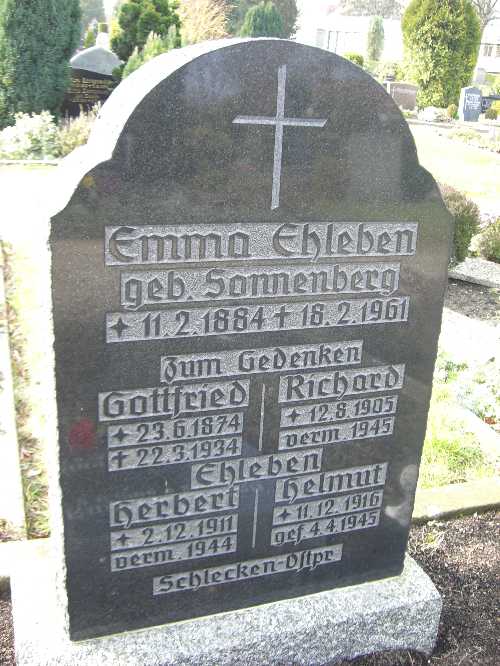 Emma Ehleben
geb. Sonnenberg
✦ 11.2.1884 ✝ 18.2.1961
Zum Gedenken
Gottfried
✦ 23.6.1874
✝ 22.3.1934
Richard
✦ 12.8.1905
verm. 1945
Ehleben
Herbert
✦ 2.12.1911
verm. 1944
Helmut
✦ 11.12.1916
gef. 4.4.1945
Schlecken-Oſtpr